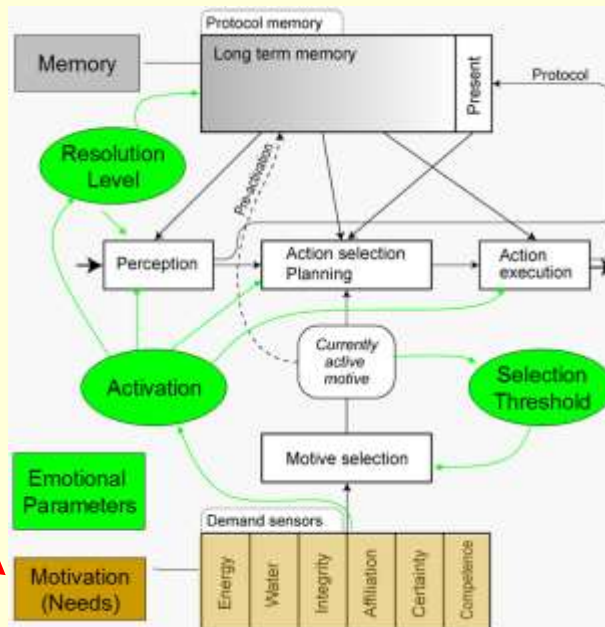 Protocol memory
Memory
Long term memory
Present
Protocol
Resolution
Level
Pre-activation
Perception
Action selection
Planning
Action
execution
Currently
active
motive
Activation
Selection
Threshold
Motive selection
Emotional
Parameters
Demand sensors
Motivation
(Needs)
Energy
Water
Integrity
Affiliation
Certainty
Competence